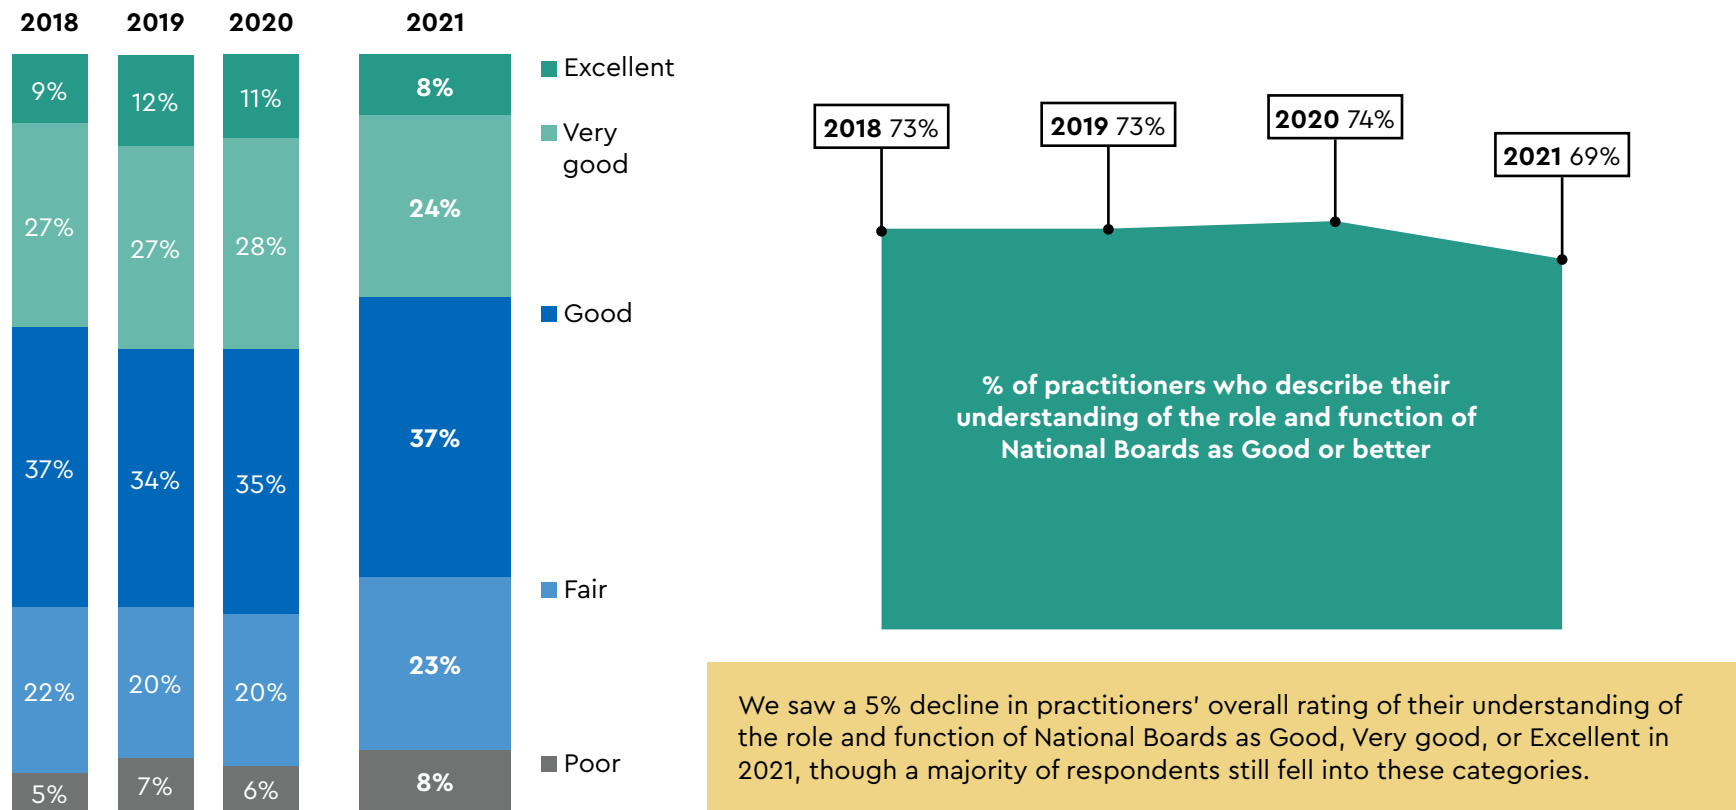 2018 2019 2020 2021
9% 12% 11% 8%
27% 27% 28% 24%
37% 34% 35% 37%
22% 20% 20% 23%
5% 7% 6% 8%
Excellent
Very
good
Good
Fair
Poor
2018 73%
2019 73%
2020 74%
2021 69%
% of practitioners who describe their
understanding of the role and function of
National Boards as Good or better
We saw a 5% decline in practitioners' overall rating of their understanding of
the role and function of National Boards as Good, Very good, or Excellent in
2021, though a majority of respondents still fell into these categories.